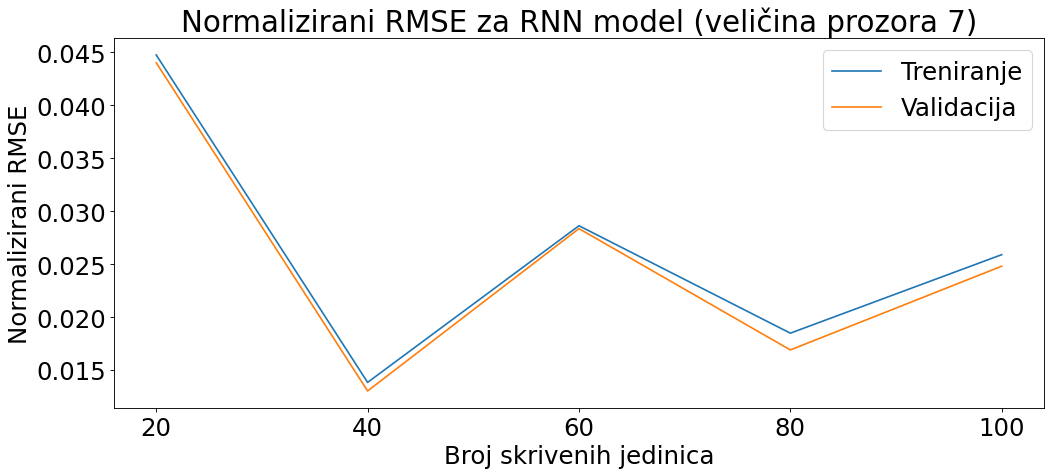 Normalizirani RMSE za RNN model (veličina prozora 7)
Treniranje
Validacija
Normalizirani RMSE
0.045
0.040
0.035
0.030
0.025
0.020
0.015
20 40 60 80 100
Broj skrivenih jedinica